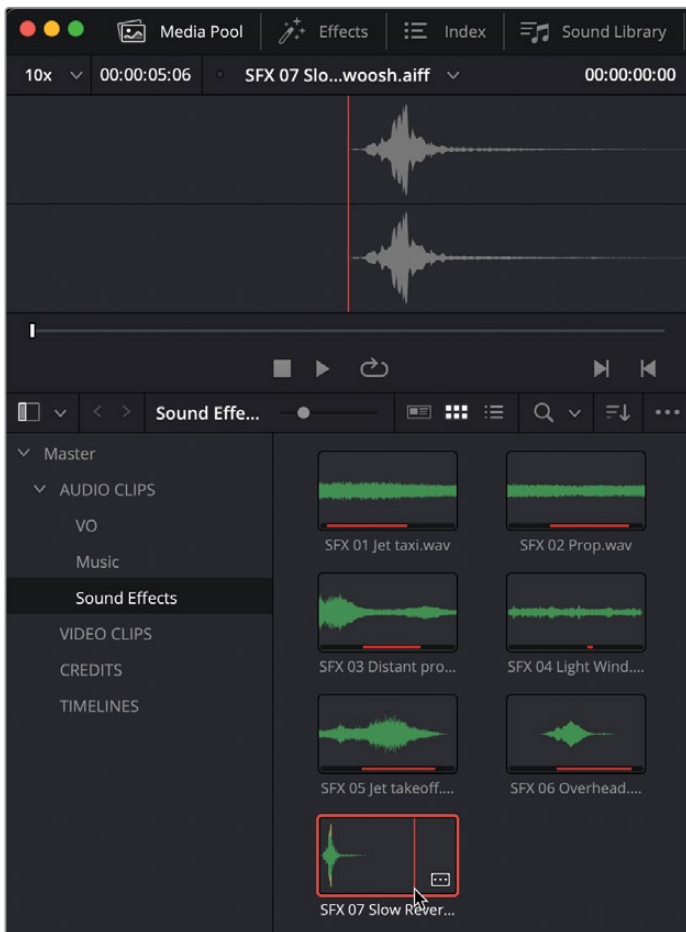 Media Pool Effects Index Sound Library
10x 00:00:05:06 SFX 07 Slo...woosh.aiff 00:00:00:00
Sound Effe...
Master
AUDIO CLIPS
VO
Music
Sound Effects
VIDEO CLIPS
CREDITS
TIMELINES
SFX 01 Jet taxi.wav SFX 02 Prop.wav
SFX 03 Distant pro... SFX 04 Light Wind....
SFX 05 Jet takeoff.... SFX 06 Overhead....
SFX 07 Slow Rever...